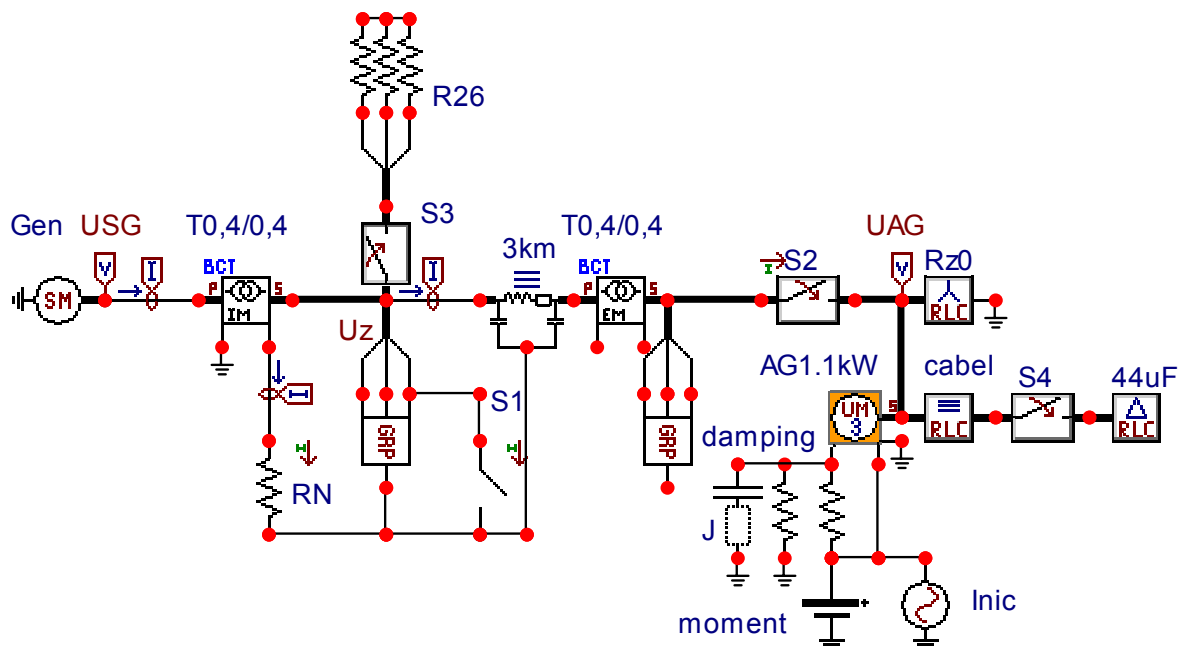 R26
S3
Gen
USG
T0,4/0,4
3km
T0,4/0,4
S2
UAG
Rz0
BCT
BCT
V
I
I
I
V
SM
P
S
IM
P
S
EM
RLC
Uz
AG1.1kW
cabel
S4
44uF
S1
I
UM
3
S
RLC
RLC
GRP
GRP
damping
I
I
I
RN
J
moment
+
Inic